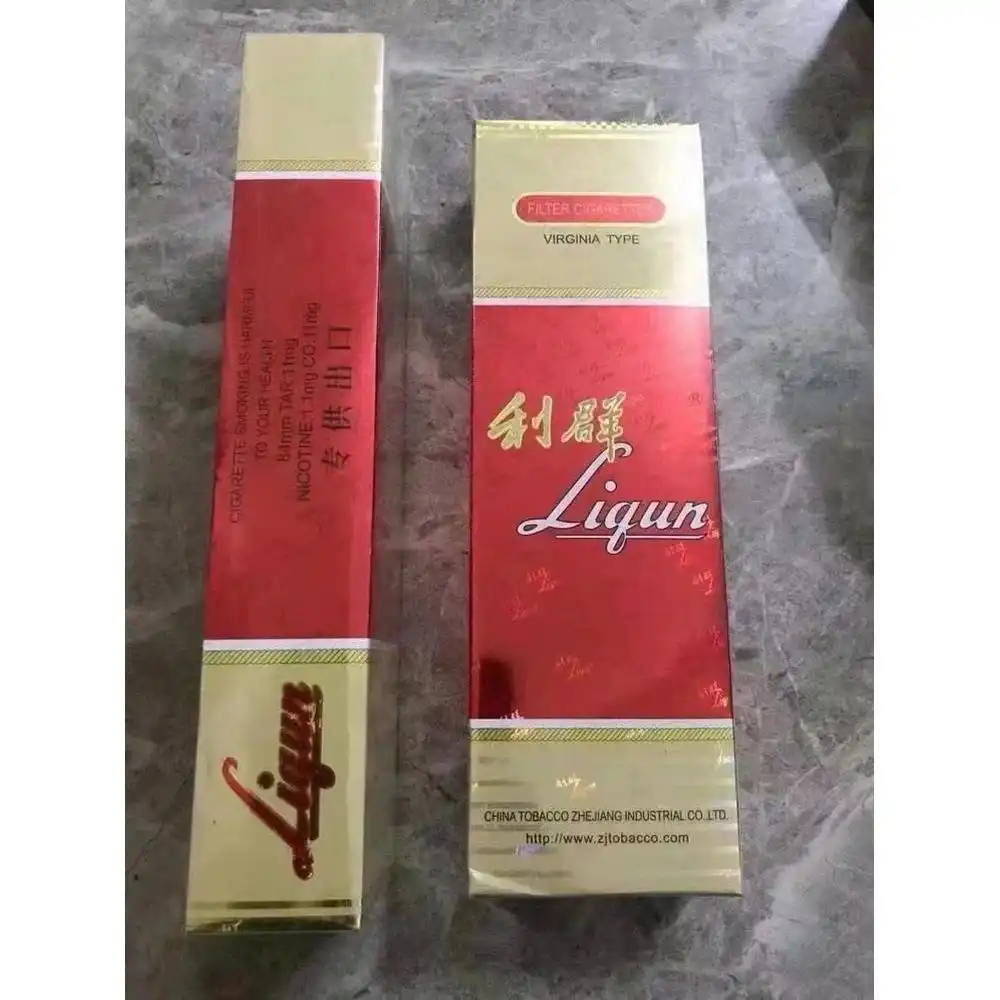 CIGARETTE SMOKING IS HARMFUL
TO YOUR HEALTH
84mm TAR:11mg
NICOTINE:1.1mg CO:11mg
专供出口
Liqun
FILTER CIGARETTES
VIRGINIA TYPE
利群
®
Liqun
CHINA TOBACCO ZHEJIANG INDUSTRIAL CO.,LTD.
http://www.zjtobacco.com